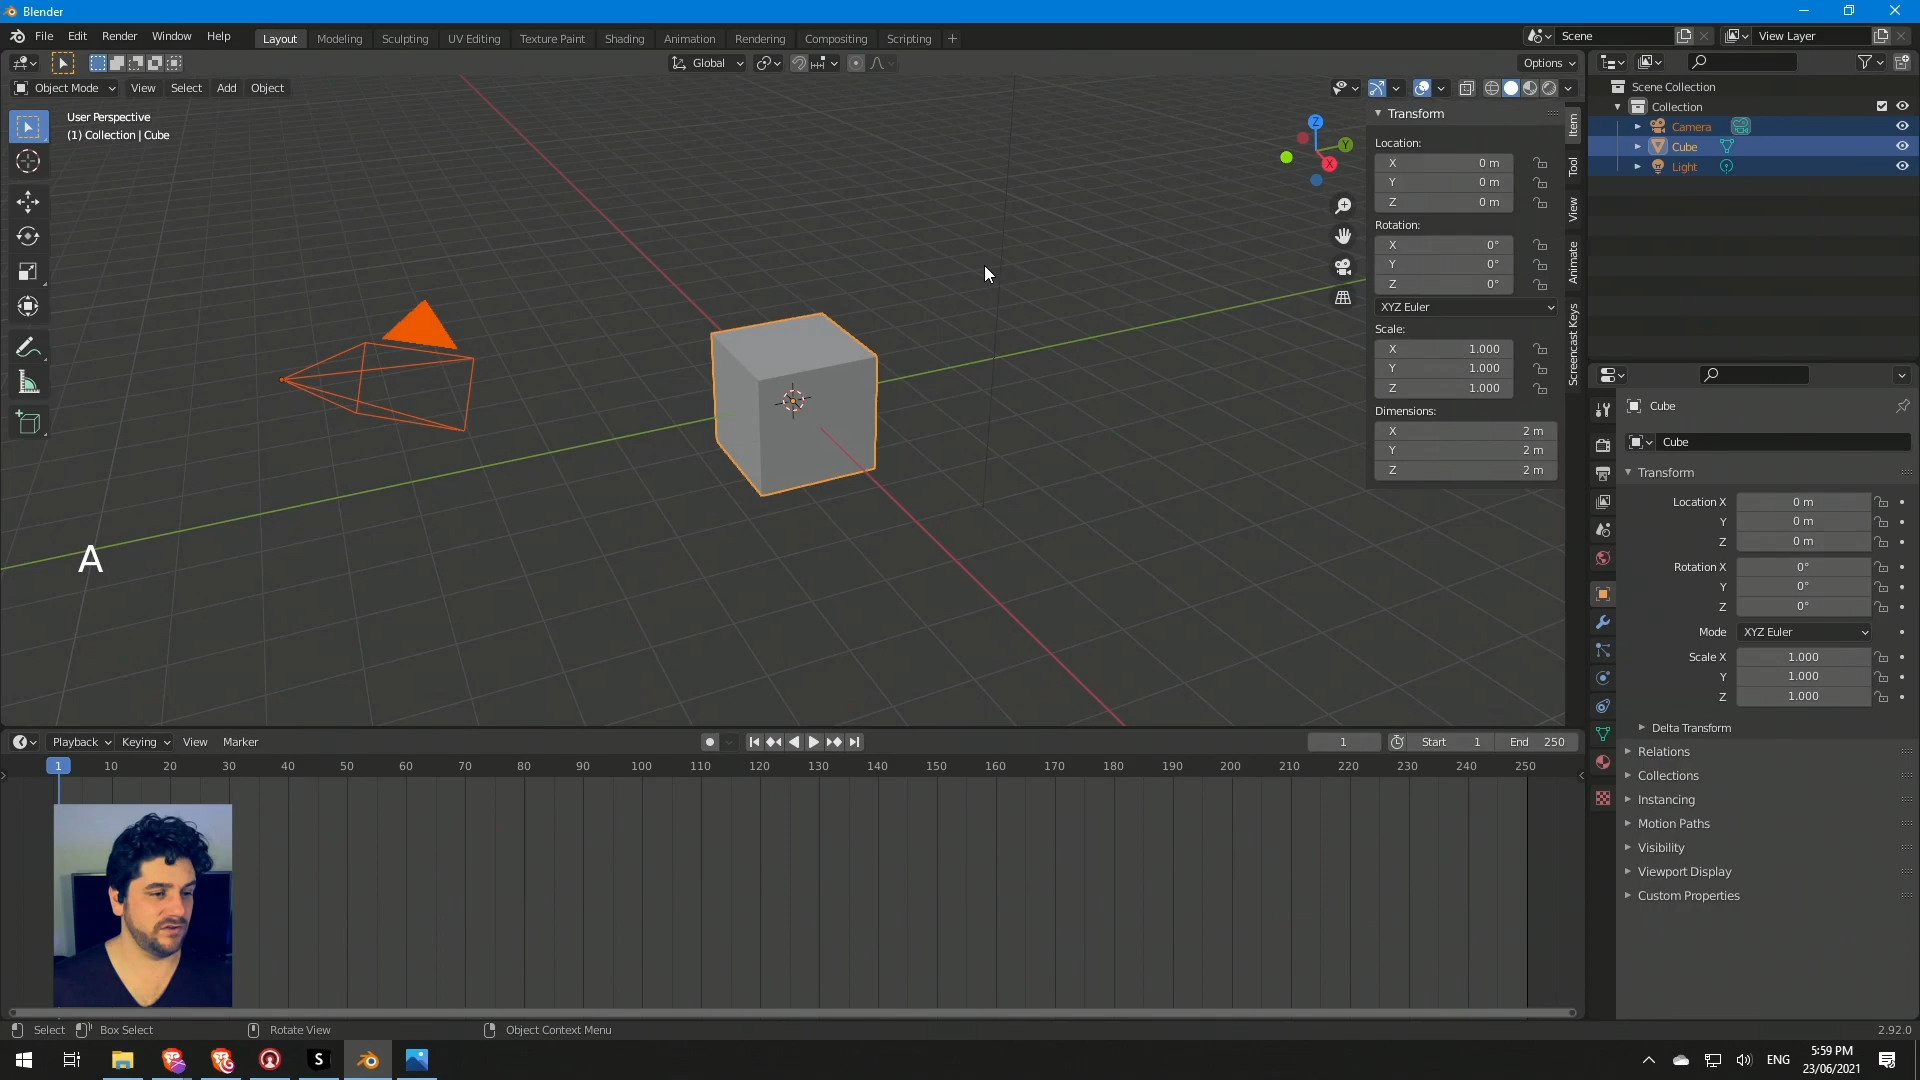 Blender
File Edit Render Window Help Layout Modeling Sculpting UV Editing Texture Paint Shading Animation Rendering Compositing Scripting + Scene View Layer
Global Options
Object Mode View Select Add Object
User Perspective
(1) Collection | Cube
Z
Y
X
Transform
Location:
X 0 m
Y 0 m
Z 0 m
Rotation:
X 0°
Y 0°
Z 0°
XYZ Euler
Scale:
X 1.000
Y 1.000
Z 1.000
Dimensions:
X 2 m
Y 2 m
Z 2 m
Item
Tool
View
Animate
Screencast Keys
A
Scene Collection
Collection
Camera
Cube
Light
Cube
Cube
Transform
Location X 0 m
Y 0 m
Z 0 m
Rotation X 0°
Y 0°
Z 0°
Mode XYZ Euler
Scale X 1.000
Y 1.000
Z 1.000
Delta Transform
Relations
Collections
Instancing
Motion Paths
Visibility
Viewport Display
Custom Properties
Playback Keying View Marker 1 Start 1 End 250
1 10 20 30 40 50 60 70 80 90 100 110 120 130 140 150 160 170 180 190 200 210 220 230 240 250
Select Box Select Rotate View Object Context Menu 2.92.0
S ENG 5:59 PM
23/06/2021